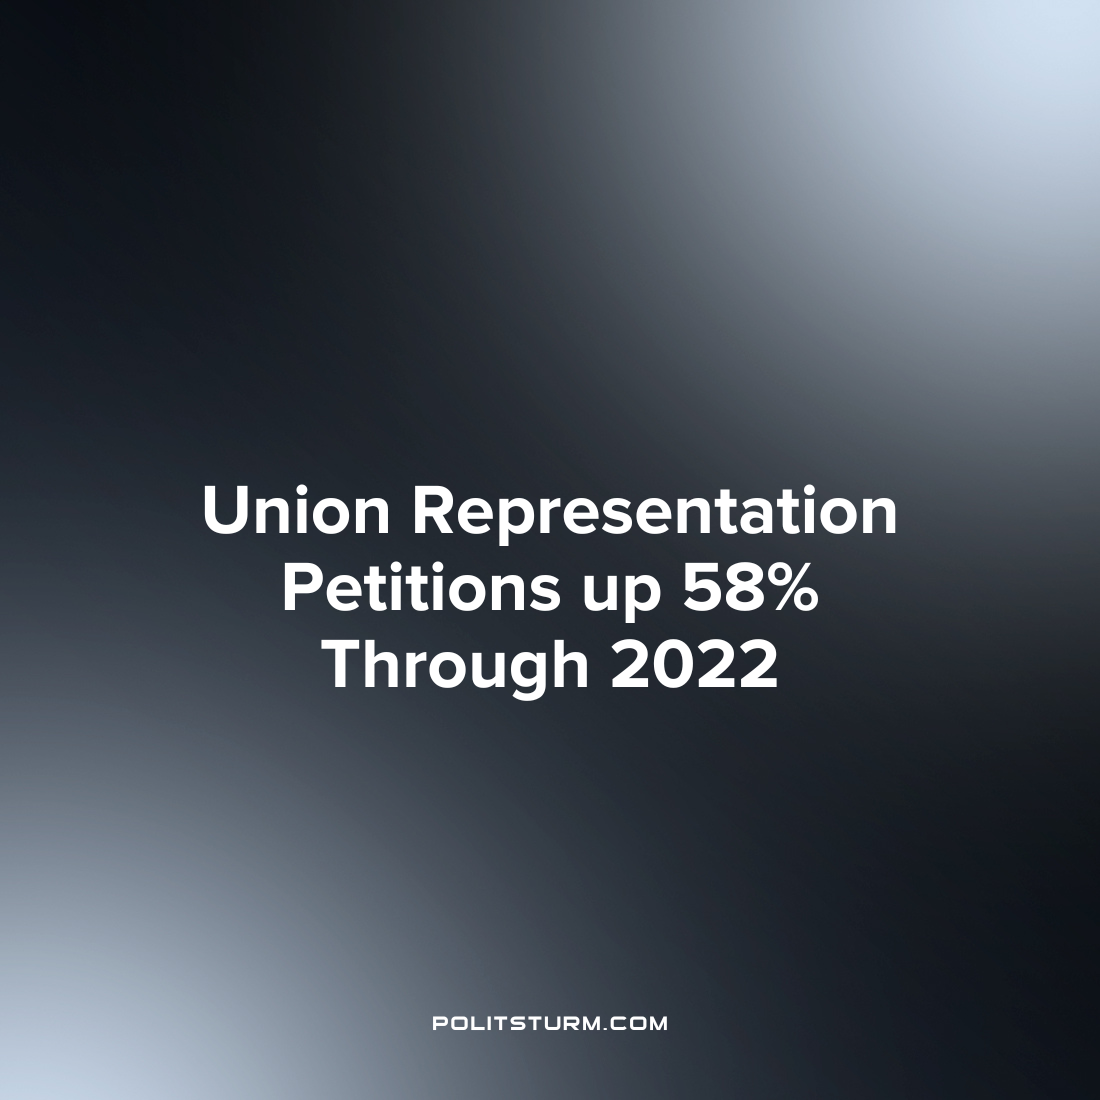 Union Representation
Petitions up 58%
Through 2022
POLITSTURM.COM